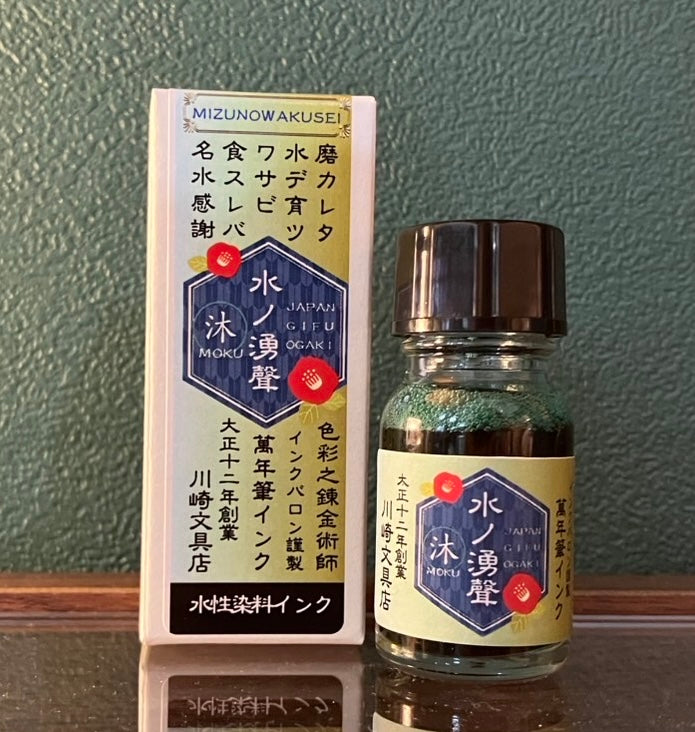 MIZUNOWAKUSEI
磨カレタ
水デ育ツ
ワサビ
食スレバ
名水感謝
JAPAN
GIFU
OGAKI
水ノ湧聲
沐
MOKU
色彩之錬金術師
インクバロン謹製
萬年筆インク
大正十二年創業
川崎文具店
水性染料インク
JAPAN
GIFU
OGAKI
水ノ湧聲
沐
MOKU
萬年筆インク
大正十二年創業
川崎文具店